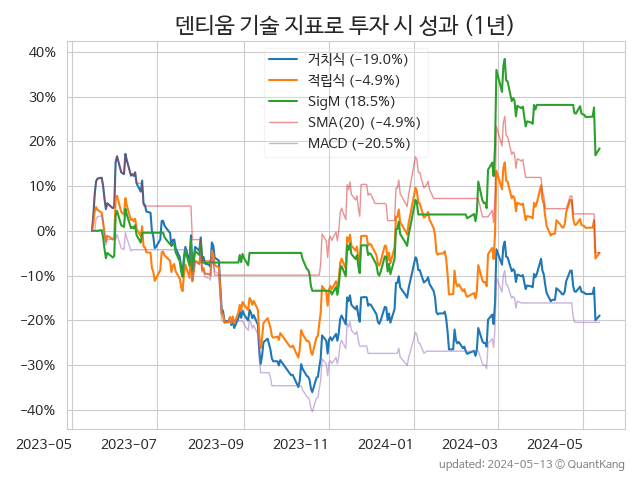 덴티움 기술 지표로 투자 시 성과 (1년)
거치식 (−19.0%)
적립식 (−4.9%)
SigM (18.5%)
SMA(20) (−4.9%)
MACD (−20.5%)
40%
30%
20%
10%
0%
−10%
−20%
−30%
−40%
2023-05 2023-07 2023-09 2023-11 2024-01 2024-03 2024-05
updated: 2024-05-13 ⓒ QuantKang